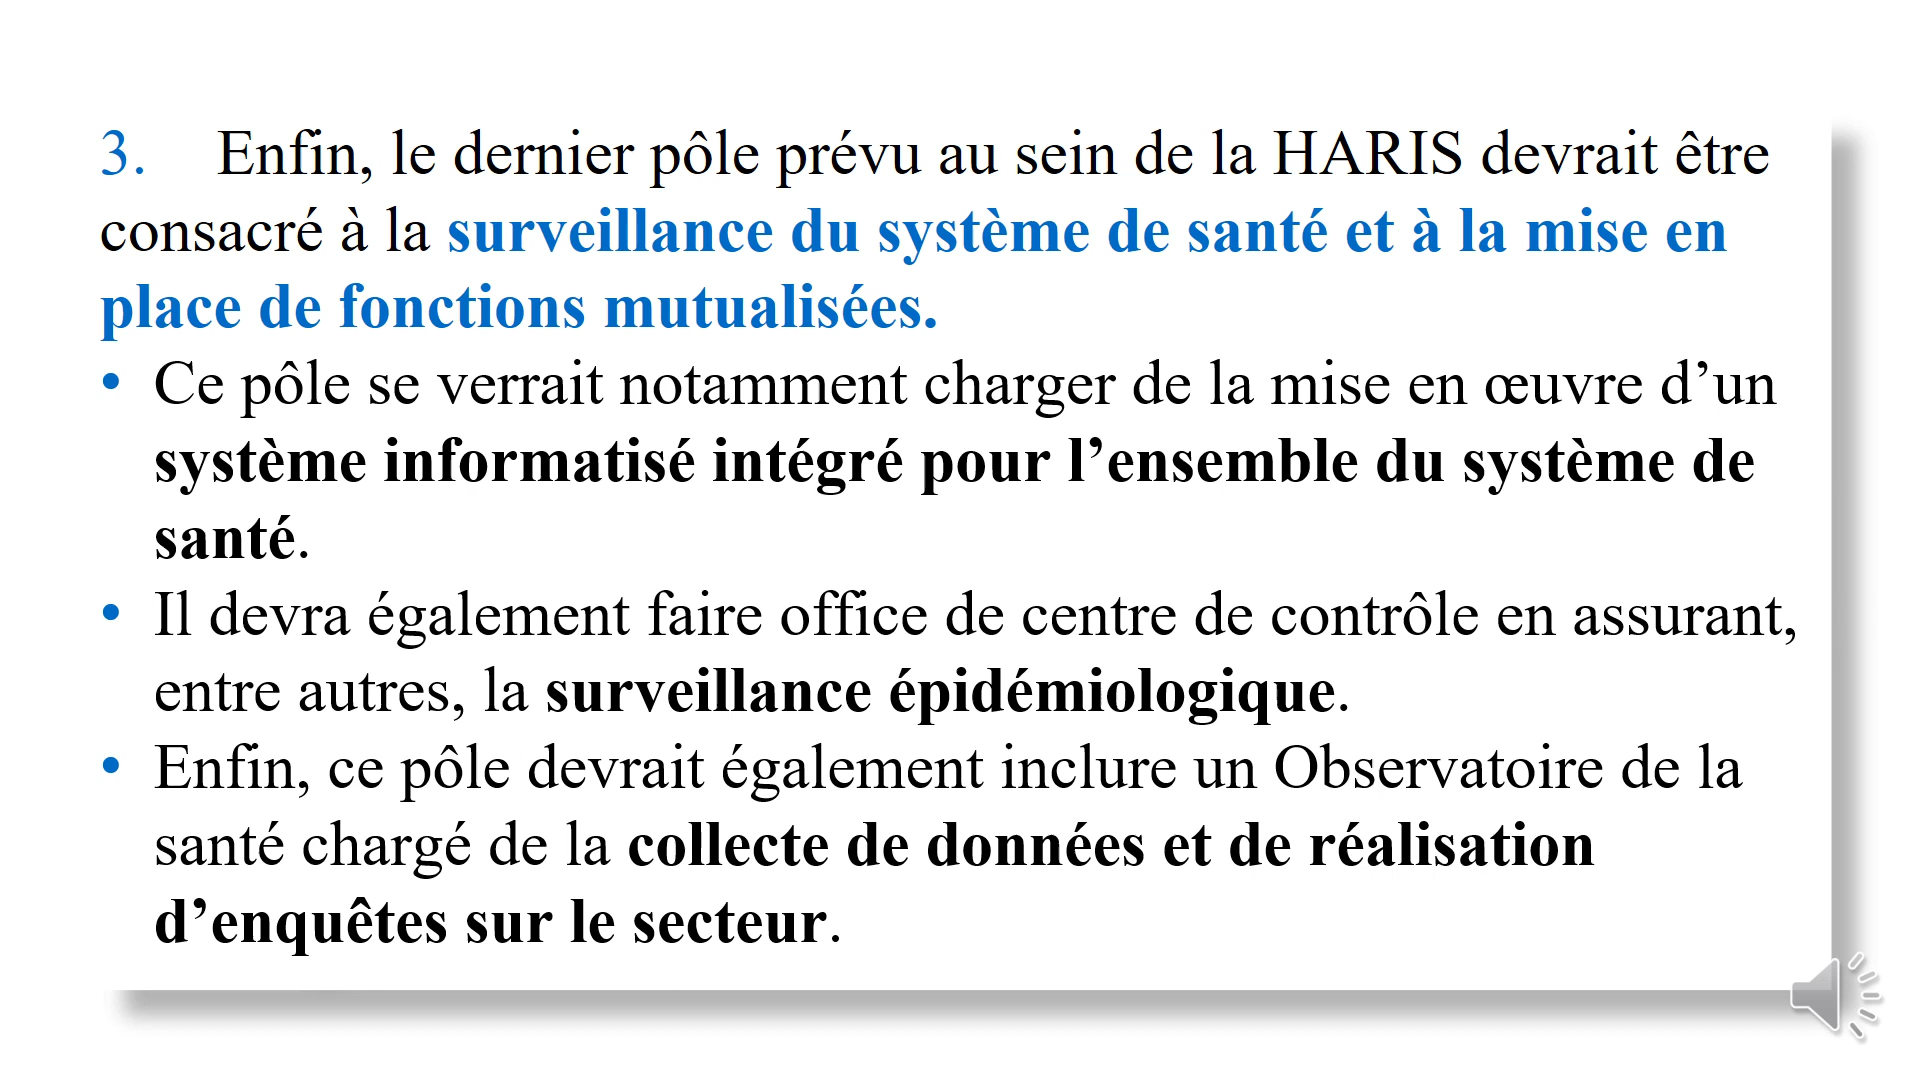 3. Enfin, le dernier pôle prévu au sein de la HARIS devrait être
consacré à la surveillance du système de santé et à la mise en
place de fonctions mutualisées.
• Ce pôle se verrait notamment charger de la mise en œuvre d’un
système informatisé intégré pour l’ensemble du système de
santé.
• Il devra également faire office de centre de contrôle en assurant,
entre autres, la surveillance épidémiologique.
• Enfin, ce pôle devrait également inclure un Observatoire de la
santé chargé de la collecte de données et de réalisation
d’enquêtes sur le secteur.